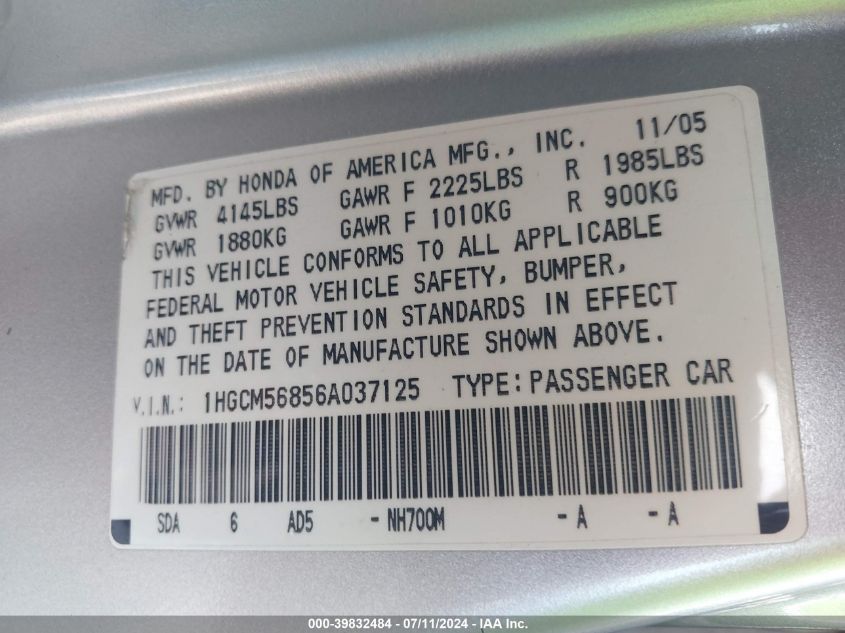 MFD. BY HONDA OF AMERICA MFG., INC. 11/05
GVWR 4145LBS GAWR F 2225LBS R 1985LBS
GVWR 1880KG GAWR F 1010KG R 900KG
THIS VEHICLE CONFORMS TO ALL APPLICABLE
FEDERAL MOTOR VEHICLE SAFETY, BUMPER,
AND THEFT PREVENTION STANDARDS IN EFFECT
ON THE DATE OF MANUFACTURE SHOWN ABOVE.
V.I.N.: 1HGCM56856A037125 TYPE: PASSENGER CAR
SDA 6 AD5 - NH700M - A - A
000-39832484 - 07/11/2024 - IAA Inc.